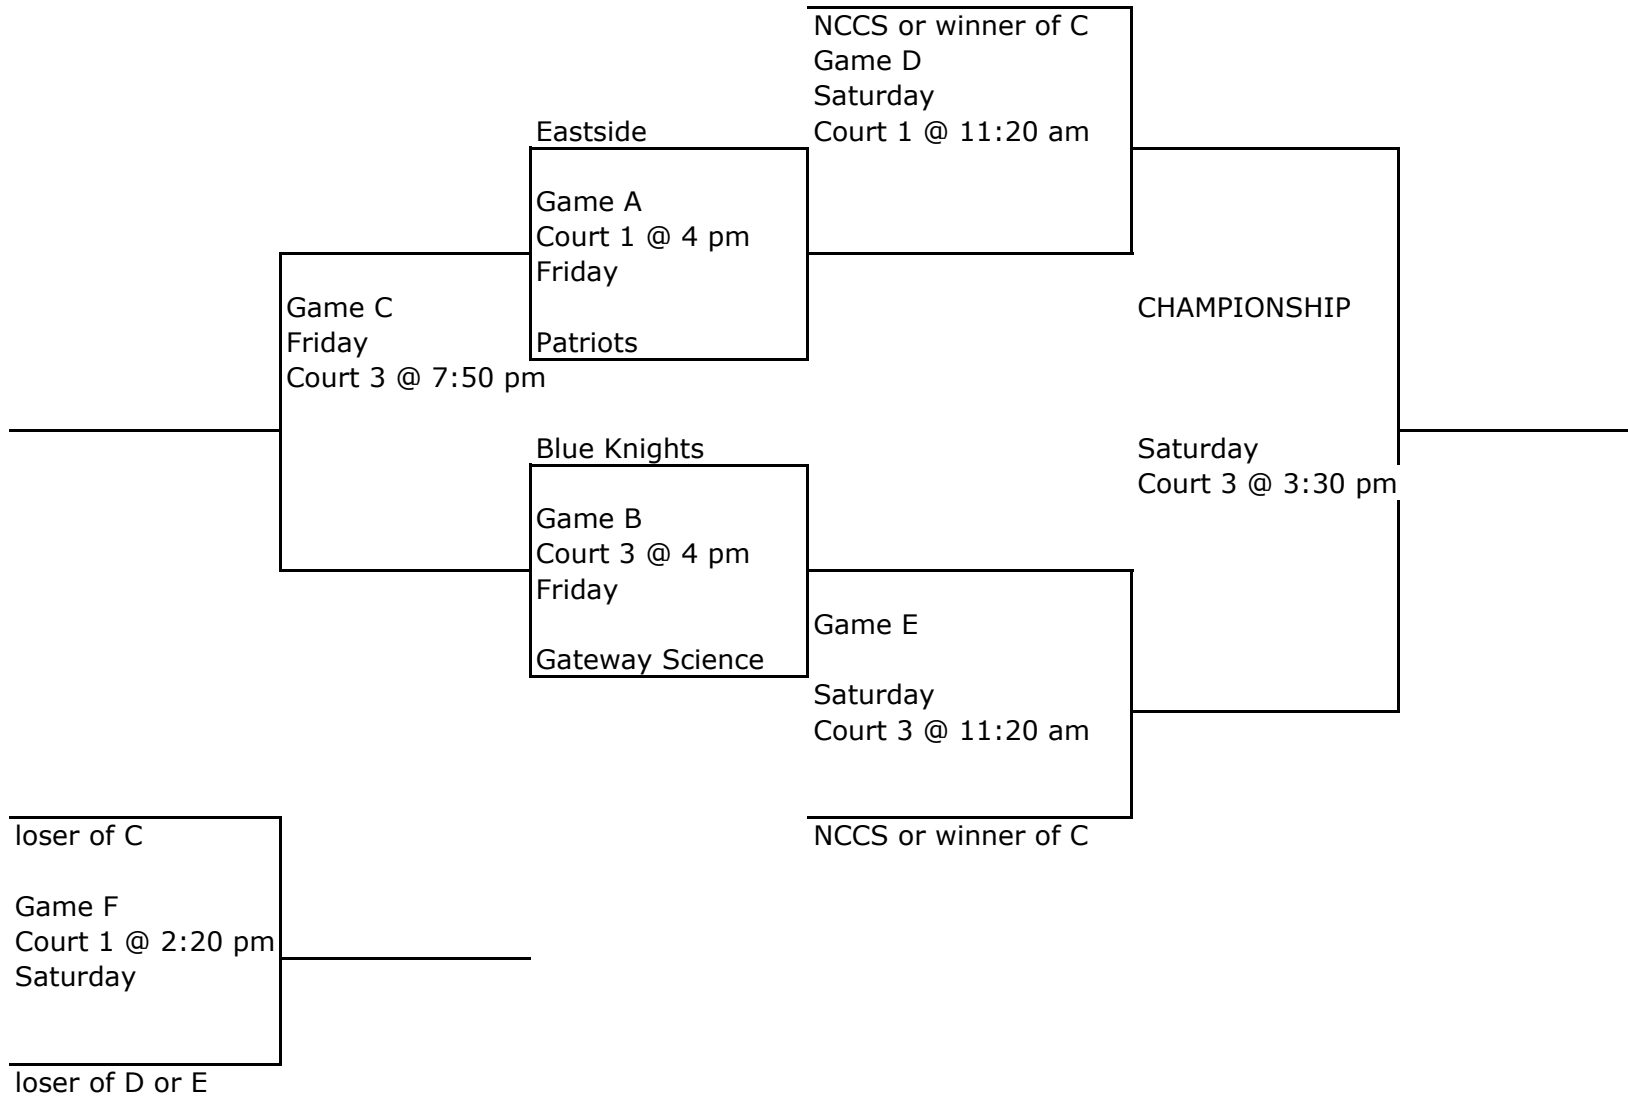 NCCS or winner of C
Game D
Saturday
Court 1 @ 11:20 am
Eastside
Game A
Court 1 @ 4 pm
Friday
Patriots
Game C
Friday
Court 3 @ 7:50 pm
CHAMPIONSHIP
Saturday
Court 3 @ 3:30 pm
Blue Knights
Game B
Court 3 @ 4 pm
Friday
Gateway Science
Game E
Saturday
Court 3 @ 11:20 am
NCCS or winner of C
loser of C
Game F
Court 1 @ 2:20 pm
Saturday
loser of D or E